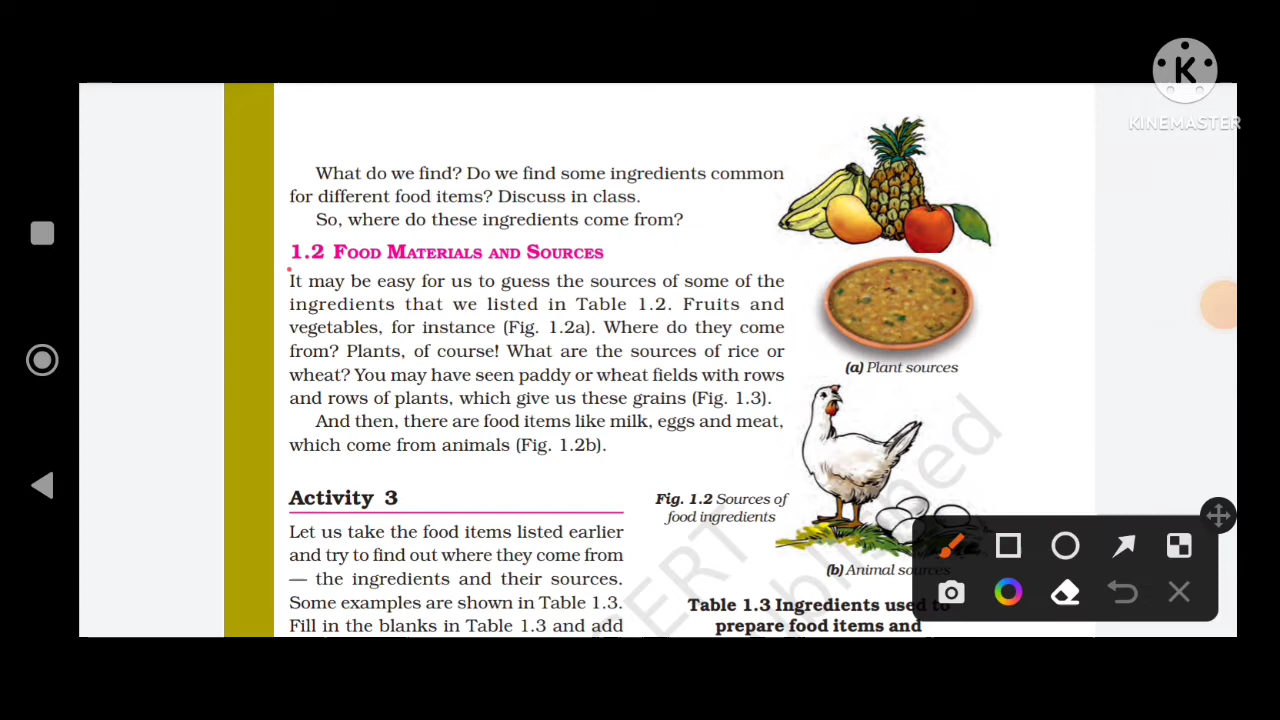 KINEMASTER
What do we find? Do we find some ingredients common
for different food items? Discuss in class.
So, where do these ingredients come from?
1.2 FOOD MATERIALS AND SOURCES
It may be easy for us to guess the sources of some of the
ingredients that we listed in Table 1.2. Fruits and
vegetables, for instance (Fig. 1.2a). Where do they come
from? Plants, of course! What are the sources of rice or
wheat? You may have seen paddy or wheat fields with rows
and rows of plants, which give us these grains (Fig. 1.3).
And then, there are food items like milk, eggs and meat,
which come from animals (Fig. 1.2b).
(a) Plant sources
Activity 3
Let us take the food items listed earlier
and try to find out where they come from
— the ingredients and their sources.
Some examples are shown in Table 1.3.
Fill in the blanks in Table 1.3 and add
Fig. 1.2 Sources of
food ingredients
(b) Animal sources
Table 1.3 Ingredients used to
prepare food items and